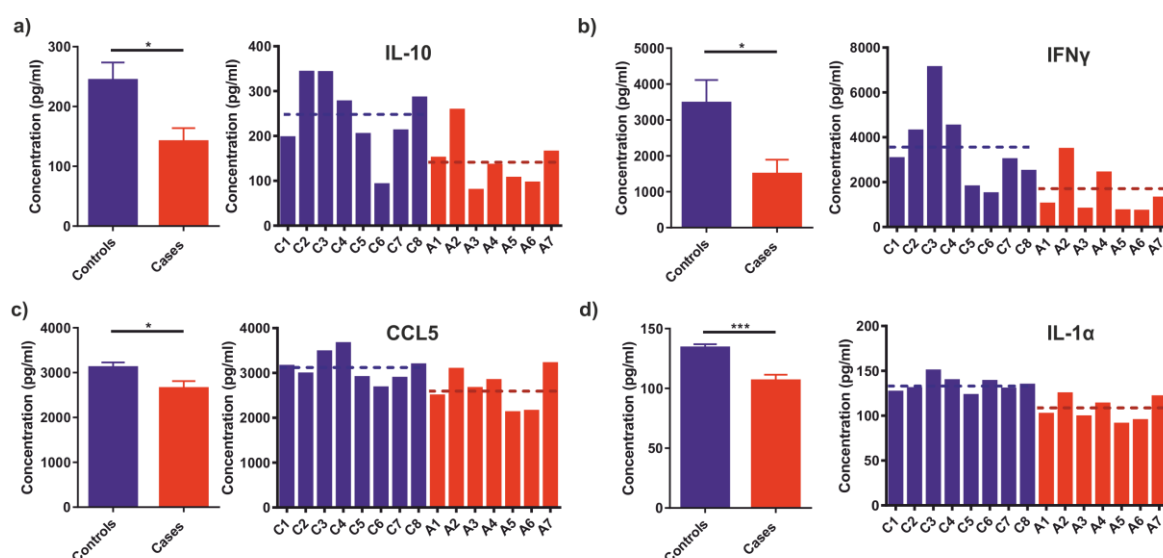 a)
*
Concentration (pg/ml)
300
200
100
0
Controls
Cases
IL-10
Concentration (pg/ml)
400
300
200
100
0
C1 C2 C3 C4 C5 C6 C7 C8 A1 A2 A3 A4 A5 A6 A7
b)
*
Concentration (pg/ml)
5000
4000
3000
2000
1000
0
Controls
Cases
IFNγ
Concentration (pg/ml)
8000
6000
4000
2000
0
C1 C2 C3 C4 C5 C6 C7 C8 A1 A2 A3 A4 A5 A6 A7
c)
*
Concentration (pg/ml)
4000
3000
2000
1000
0
Controls
Cases
CCL5
Concentration (pg/ml)
4000
3000
2000
1000
0
C1 C2 C3 C4 C5 C6 C7 C8 A1 A2 A3 A4 A5 A6 A7
d)
***
Concentration (pg/ml)
150
100
50
0
Controls
Cases
IL-1α
Concentration (pg/ml)
200
150
100
50
0
C1 C2 C3 C4 C5 C6 C7 C8 A1 A2 A3 A4 A5 A6 A7